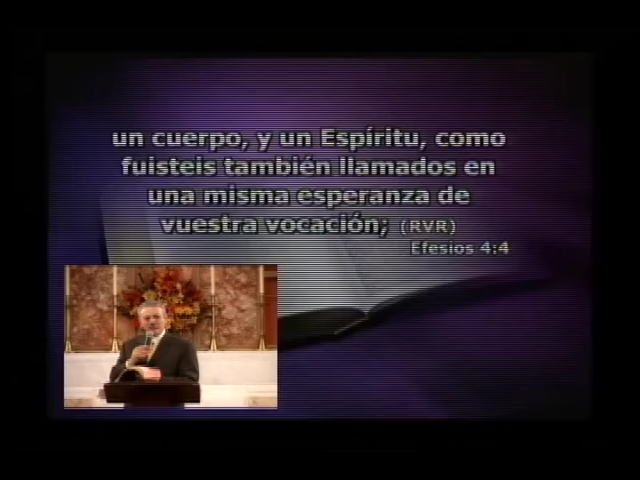 un cuerpo, y un Espíritu, como
fuisteis también llamados en
una misma esperanza de
vuestra vocación; (RVR)
Efesios 4:4